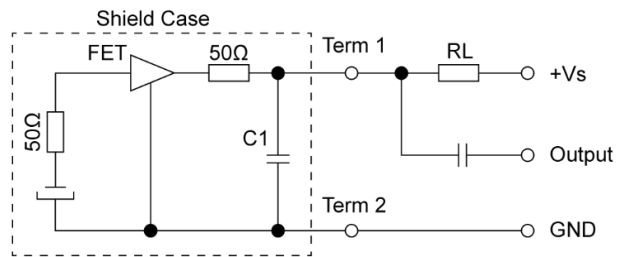 Shield Case
FET
50Ω
Term 1
RL
+Vs
50Ω
C1
Output
Term 2
GND